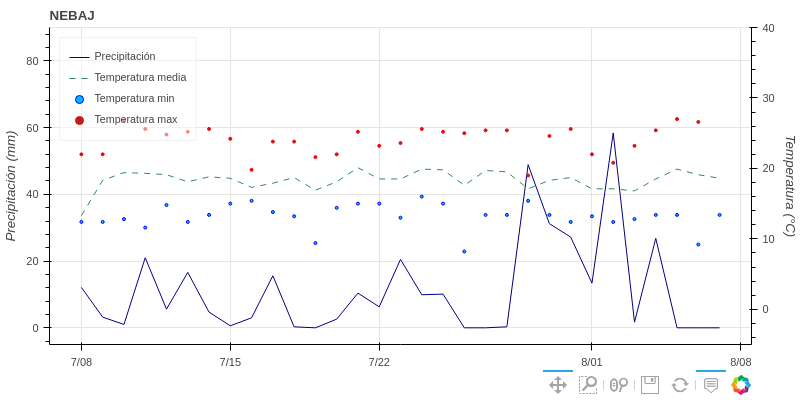 NEBAJ
Precipitación
Temperatura media
Temperatura min
Temperatura max
Precipitación (mm)
80
60
40
20
0
Temperatura (°C)
40
30
20
10
0
7/08
7/15
7/22
8/01
8/08